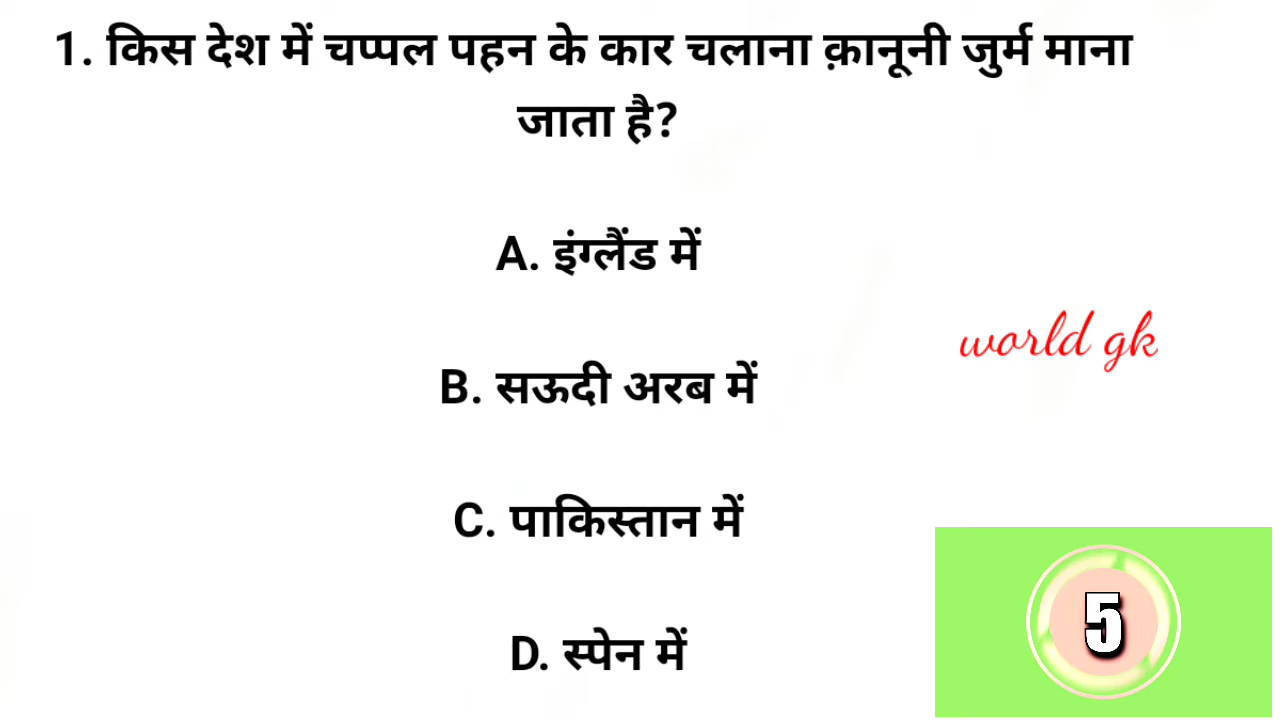 1. किस देश में चप्पल पहन के कार चलाना क़ानूनी जुर्म माना
जाता है?
A. इंग्लैंड में
world gk
B. सऊदी अरब में
C. पाकिस्तान में
5
D. स्पेन में